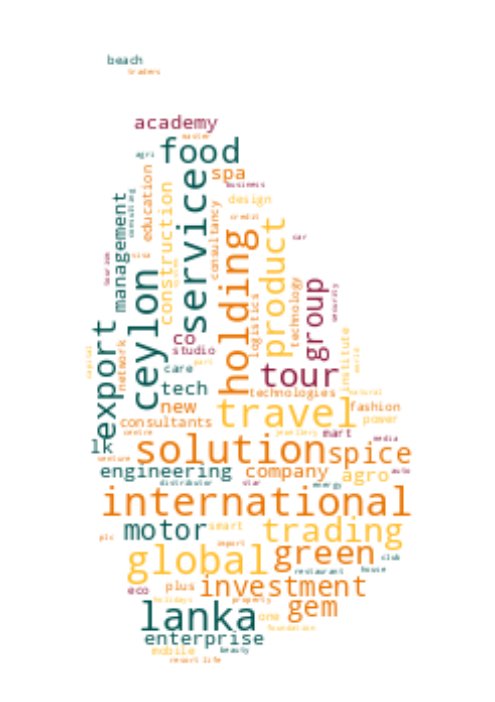 beach
traders
academy
master
food
agri
spa
business
education
service
design
consulting
management
construction
consultancy
credit
product
holding
car
visa
tourism
system
ceylon
logistics
technology
group
security
export
co
studio
institute
world
network
capital
port
care
tour
tech
technologies
natural
new
travel
fashion
consultants
power
centre
jewellery
mart
media
lk
solution
spice
venture
engineering
company
agro
auto
distributor
star
energy
international
motor
smart
trading
plc
import
global
green
club
restaurant
house
eco
plus
investment
holidays
property
gem
lanka
one
foundation
enterprise
mobile
beauty
resort
life